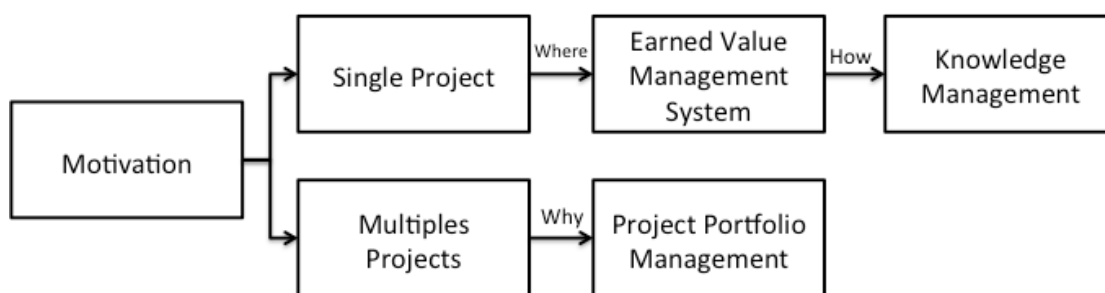 Motivation
Single Project
Where
Earned Value
Management
System
How
Knowledge
Management
Multiples
Projects
Why
Project Portfolio
Management